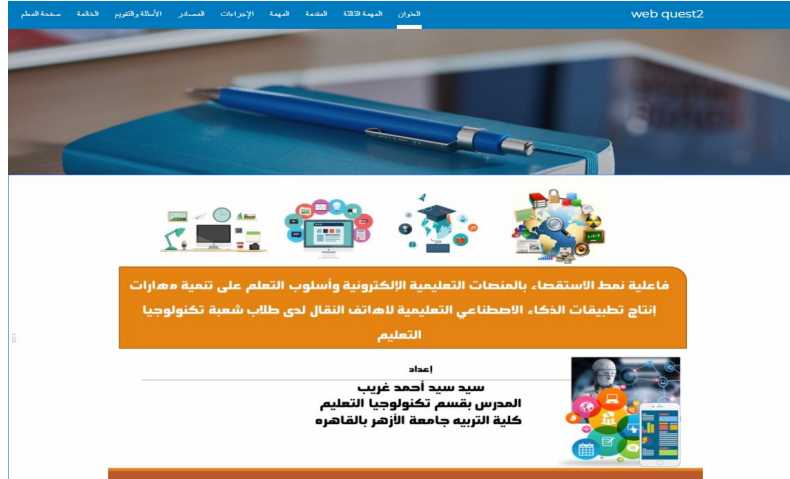 web quest2
العنوان المهمة الثالثة المقدمة المهمة الإجراءات المصادر الأسئلة والتقويم الخاتمة صفحة المعلم
فاعلية نمط الاستقصاء بالمنصات التعليمية الإلكترونية وأسلوب التعلم على تنمية مهارات
إنتاج تطبيقات الذكاء الاصطناعي التعليمية للهاتف النقال لدى طلاب شعبة تكنولوجيا
التعليم
إعداد
سيد سيد أحمد غريب
المدرس بقسم تكنولوجيا التعليم
كلية التربيه جامعة الأزهر بالقاهره